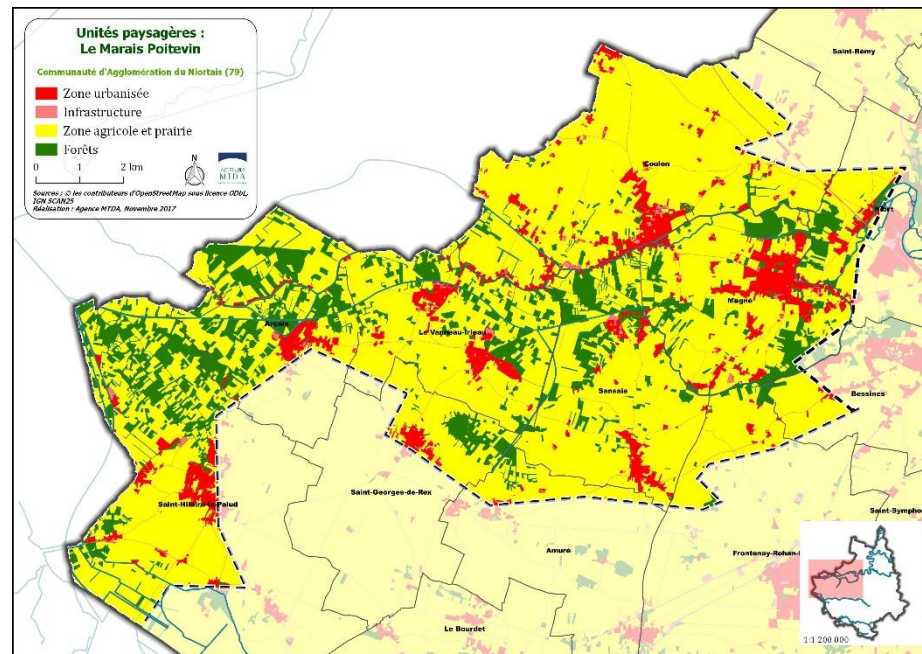 Unités paysagères :
Le Marais Poitevin
Communauté d'Agglomération du Niortais (79)
Zone urbanisée
Infrastructure
Zone agricole et prairie
Forêts
0 1 2 km
N
MTDA
Sources : © les contributeurs d'OpenStreetMap sous licence ODbL,
IGN SCAN25
Réalisation : Agence MTDA, Novembre 2017
Saint-Rémy
Coulon
Niort
Magné
Arçais
Le Vanneau-Irleau
Sansais
Bessines
Saint-Hilaire-la-Palud
Saint-Georges-de-Rex
Saint-Sympho
Amuré
Frontenay-Rohan-
Le Bourdet
1:1 200 000